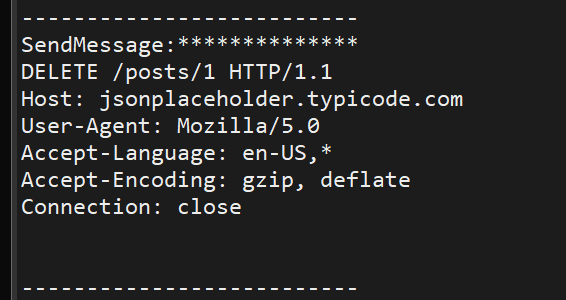 --------------------------
SendMessage:**************
DELETE /posts/1 HTTP/1.1
Host: jsonplaceholder.typicode.com
User-Agent: Mozilla/5.0
Accept-Language: en-US,*
Accept-Encoding: gzip, deflate
Connection: close
--------------------------